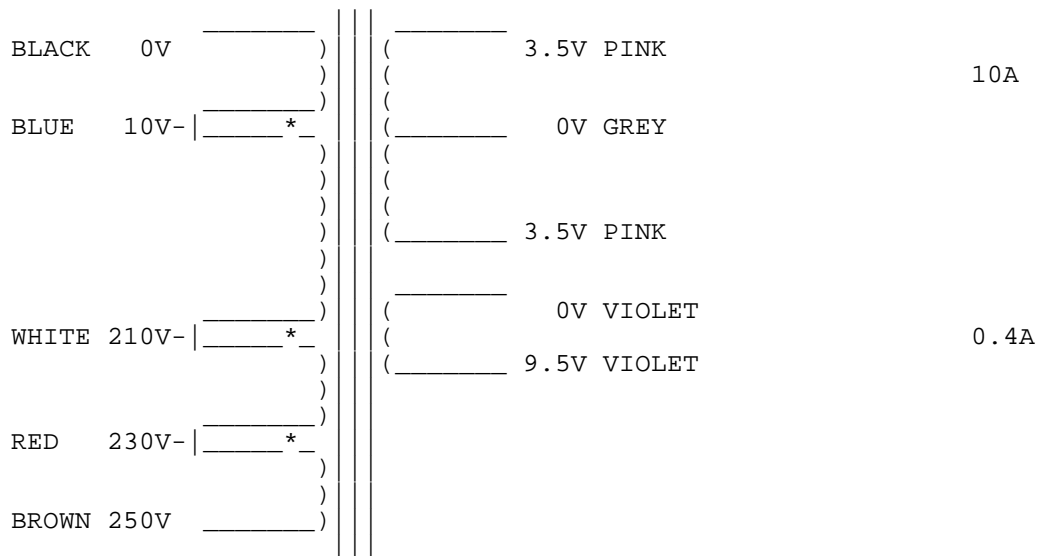 BLACK 0V 3.5V PINK
10A
BLUE 10V- 0V GREY
3.5V PINK
0V VIOLET
WHITE 210V- 0.4A
9.5V VIOLET
RED 230V-
BROWN 250V